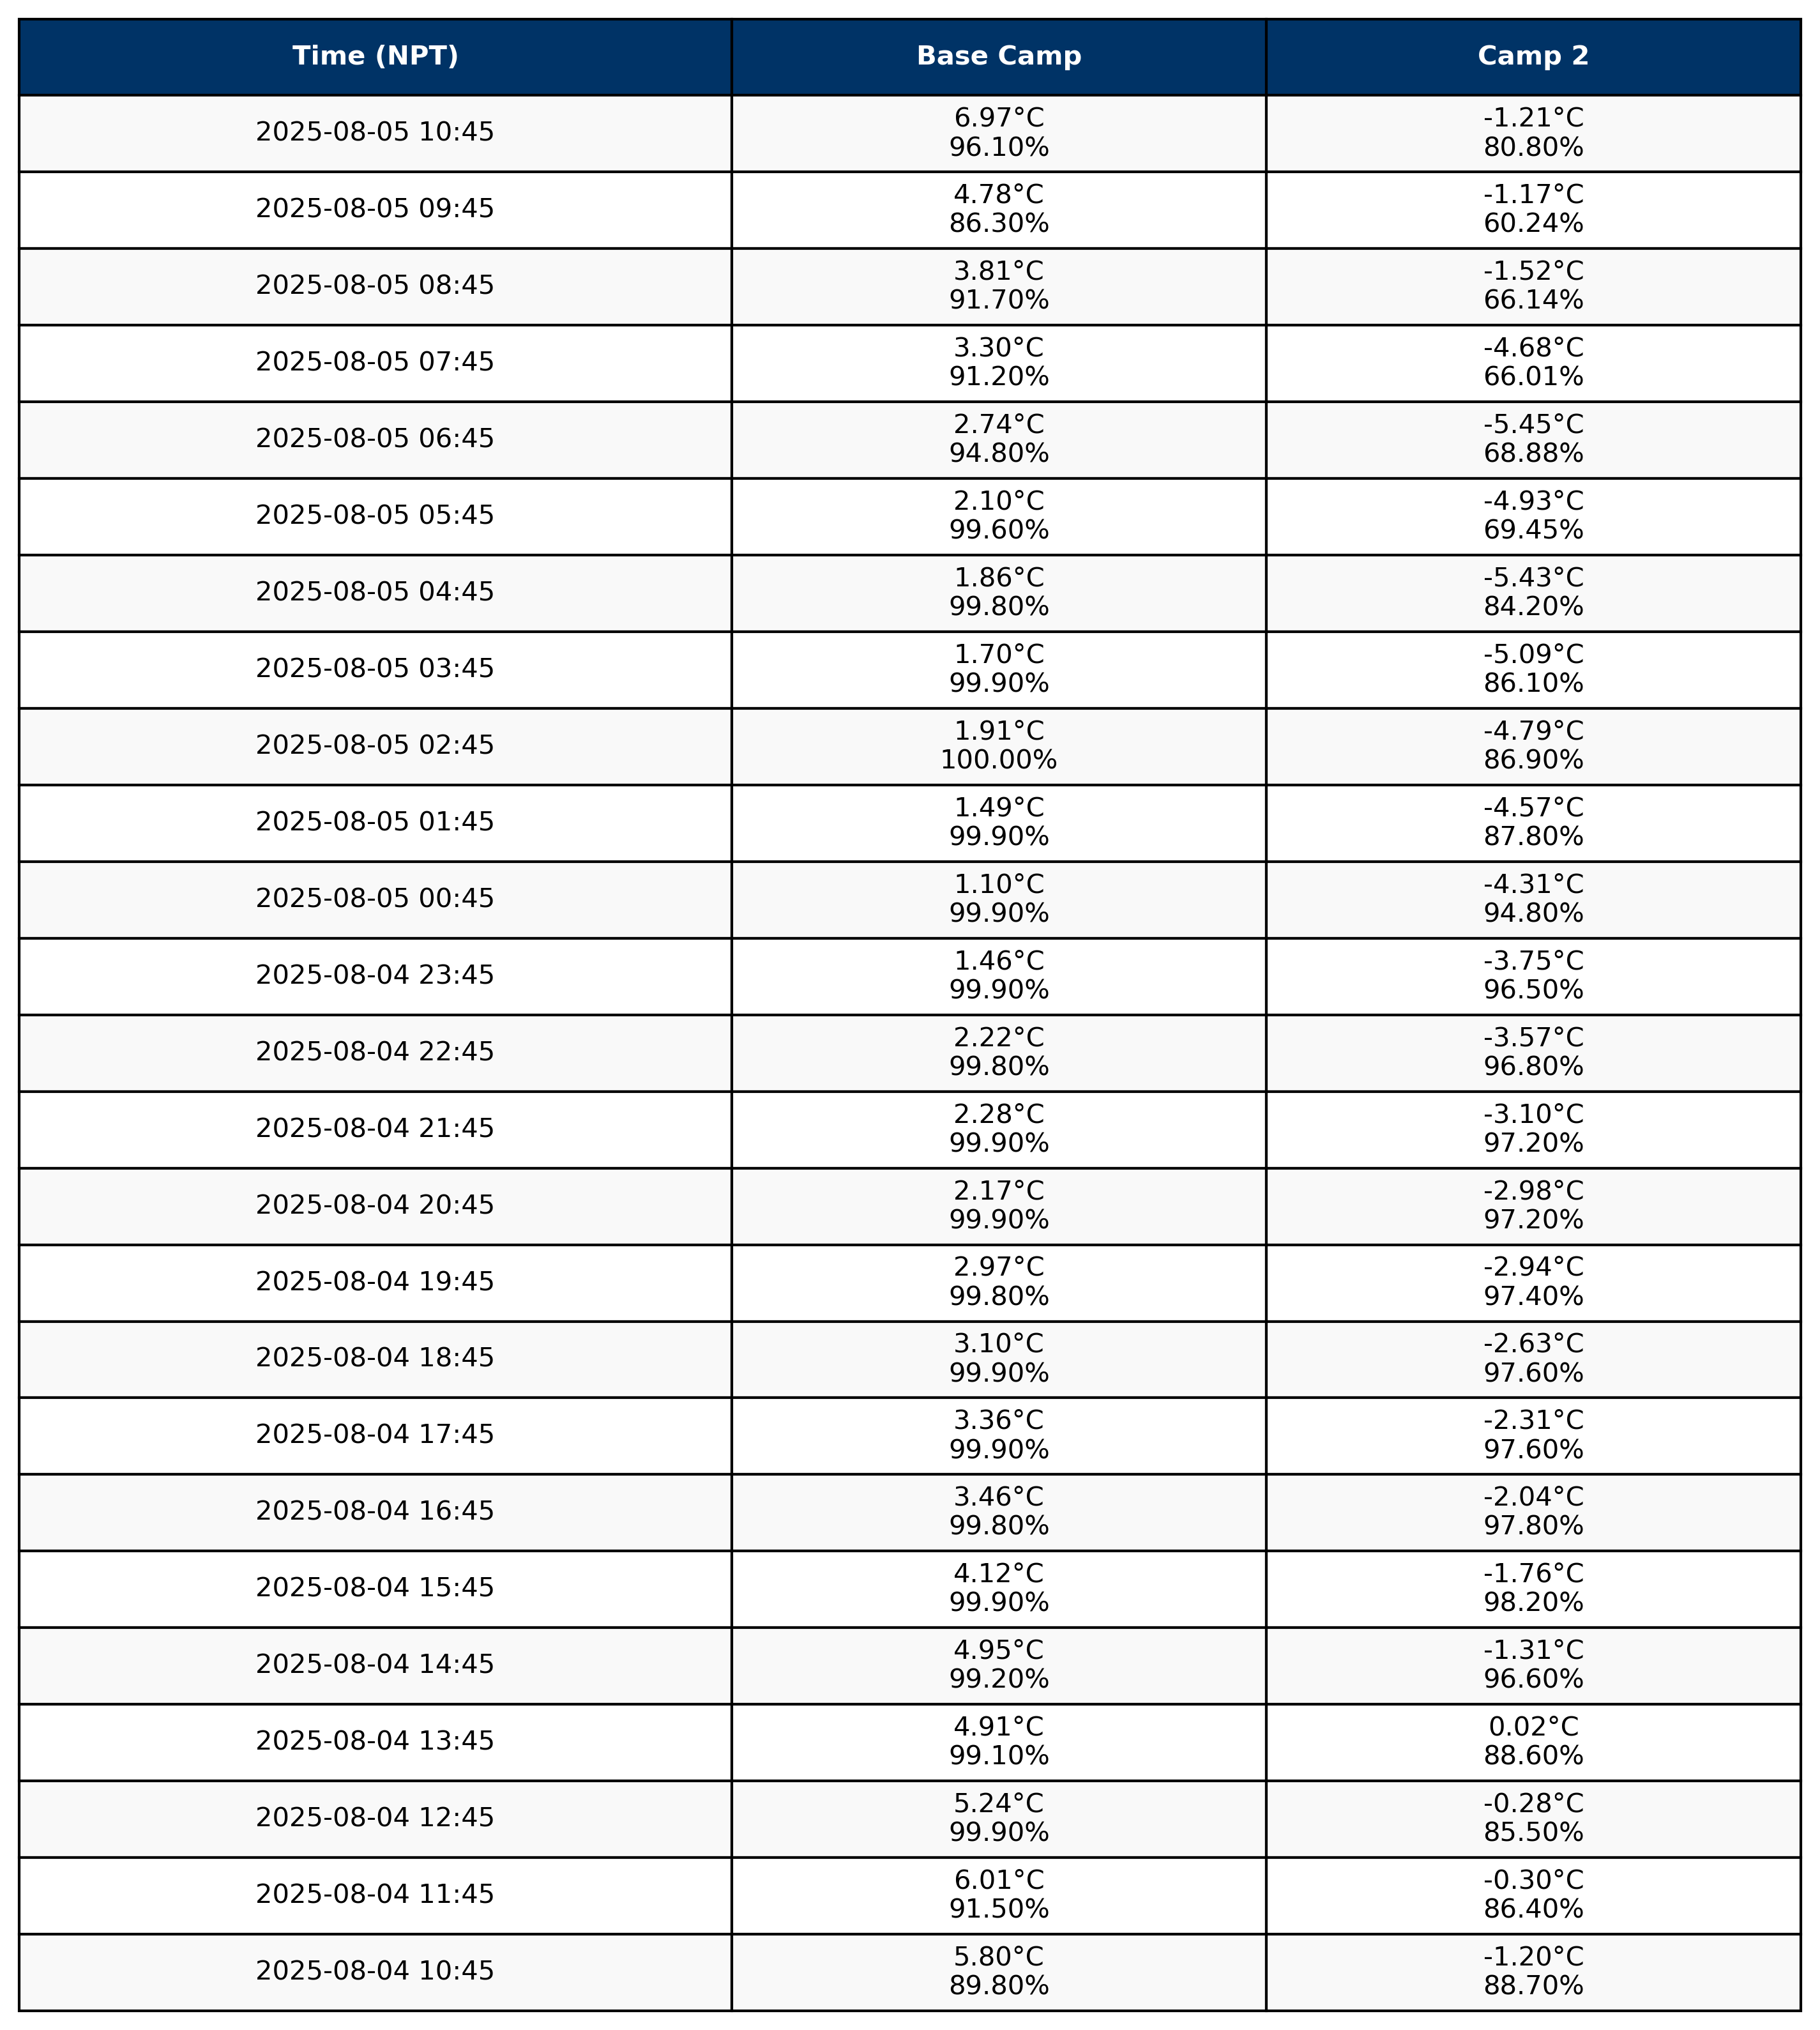 Time (NPT) Base Camp Camp 2
2025-08-05 10:45 6.97°C -1.21°C
96.10% 80.80%
2025-08-05 09:45 4.78°C -1.17°C
86.30% 60.24%
2025-08-05 08:45 3.81°C -1.52°C
91.70% 66.14%
2025-08-05 07:45 3.30°C -4.68°C
91.20% 66.01%
2025-08-05 06:45 2.74°C -5.45°C
94.80% 68.88%
2025-08-05 05:45 2.10°C -4.93°C
99.60% 69.45%
2025-08-05 04:45 1.86°C -5.43°C
99.80% 84.20%
2025-08-05 03:45 1.70°C -5.09°C
99.90% 86.10%
2025-08-05 02:45 1.91°C -4.79°C
100.00% 86.90%
2025-08-05 01:45 1.49°C -4.57°C
99.90% 87.80%
2025-08-05 00:45 1.10°C -4.31°C
99.90% 94.80%
2025-08-04 23:45 1.46°C -3.75°C
99.90% 96.50%
2025-08-04 22:45 2.22°C -3.57°C
99.80% 96.80%
2025-08-04 21:45 2.28°C -3.10°C
99.90% 97.20%
2025-08-04 20:45 2.17°C -2.98°C
99.90% 97.20%
2025-08-04 19:45 2.97°C -2.94°C
99.80% 97.40%
2025-08-04 18:45 3.10°C -2.63°C
99.90% 97.60%
2025-08-04 17:45 3.36°C -2.31°C
99.90% 97.60%
2025-08-04 16:45 3.46°C -2.04°C
99.80% 97.80%
2025-08-04 15:45 4.12°C -1.76°C
99.90% 98.20%
2025-08-04 14:45 4.95°C -1.31°C
99.20% 96.60%
2025-08-04 13:45 4.91°C 0.02°C
99.10% 88.60%
2025-08-04 12:45 5.24°C -0.28°C
99.90% 85.50%
2025-08-04 11:45 6.01°C -0.30°C
91.50% 86.40%
2025-08-04 10:45 5.80°C -1.20°C
89.80% 88.70%